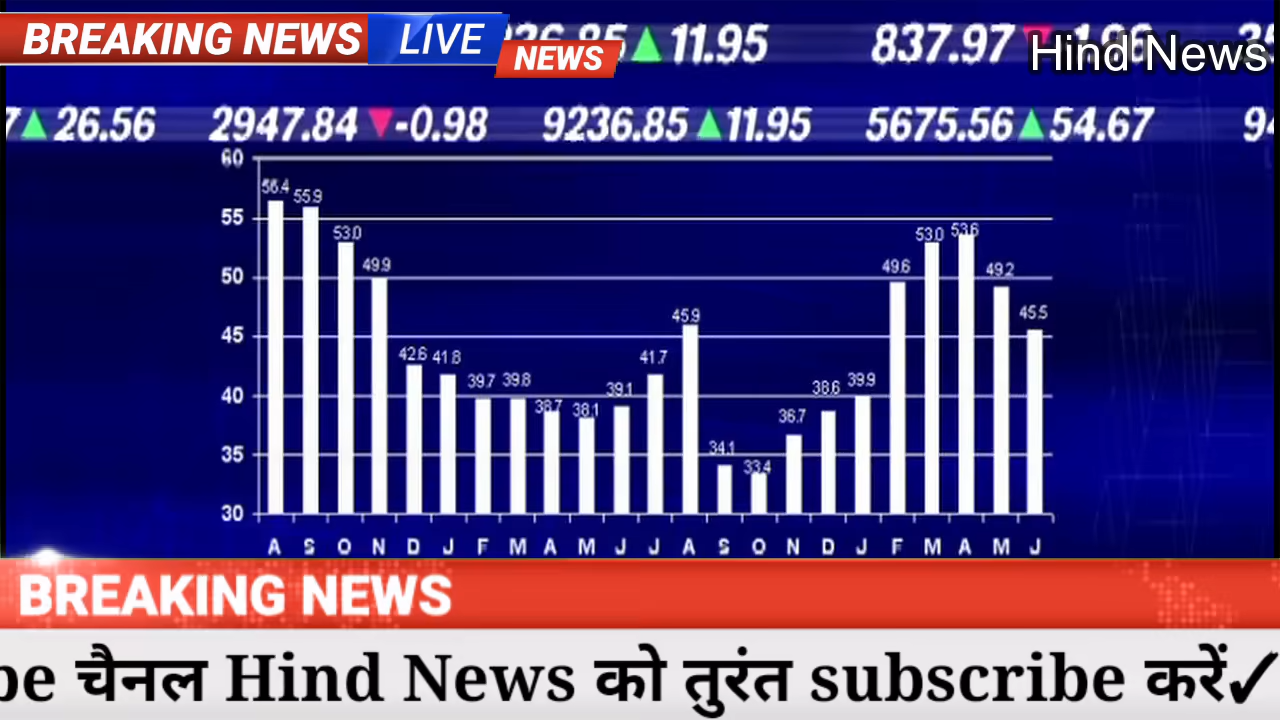 BREAKING NEWS LIVE
NEWS
11.95 837.97
Hind News
26.56 2947.84 -0.98 9236.85 11.95 5675.56 54.67
60
56.4 55.9
55
53.0 53.0 53.6
49.9 49.6 49.2
50
45.9 45.5
45
42.6 41.8 41.7
39.7 39.8 38.7 38.1 39.1 38.6 39.9
40
36.7
35
34.1 33.4
30
A S O N D J F M A M J J A S O N D J F M A M J
BREAKING NEWS
be चैनल Hind News को तुरंत subscribe करें✓